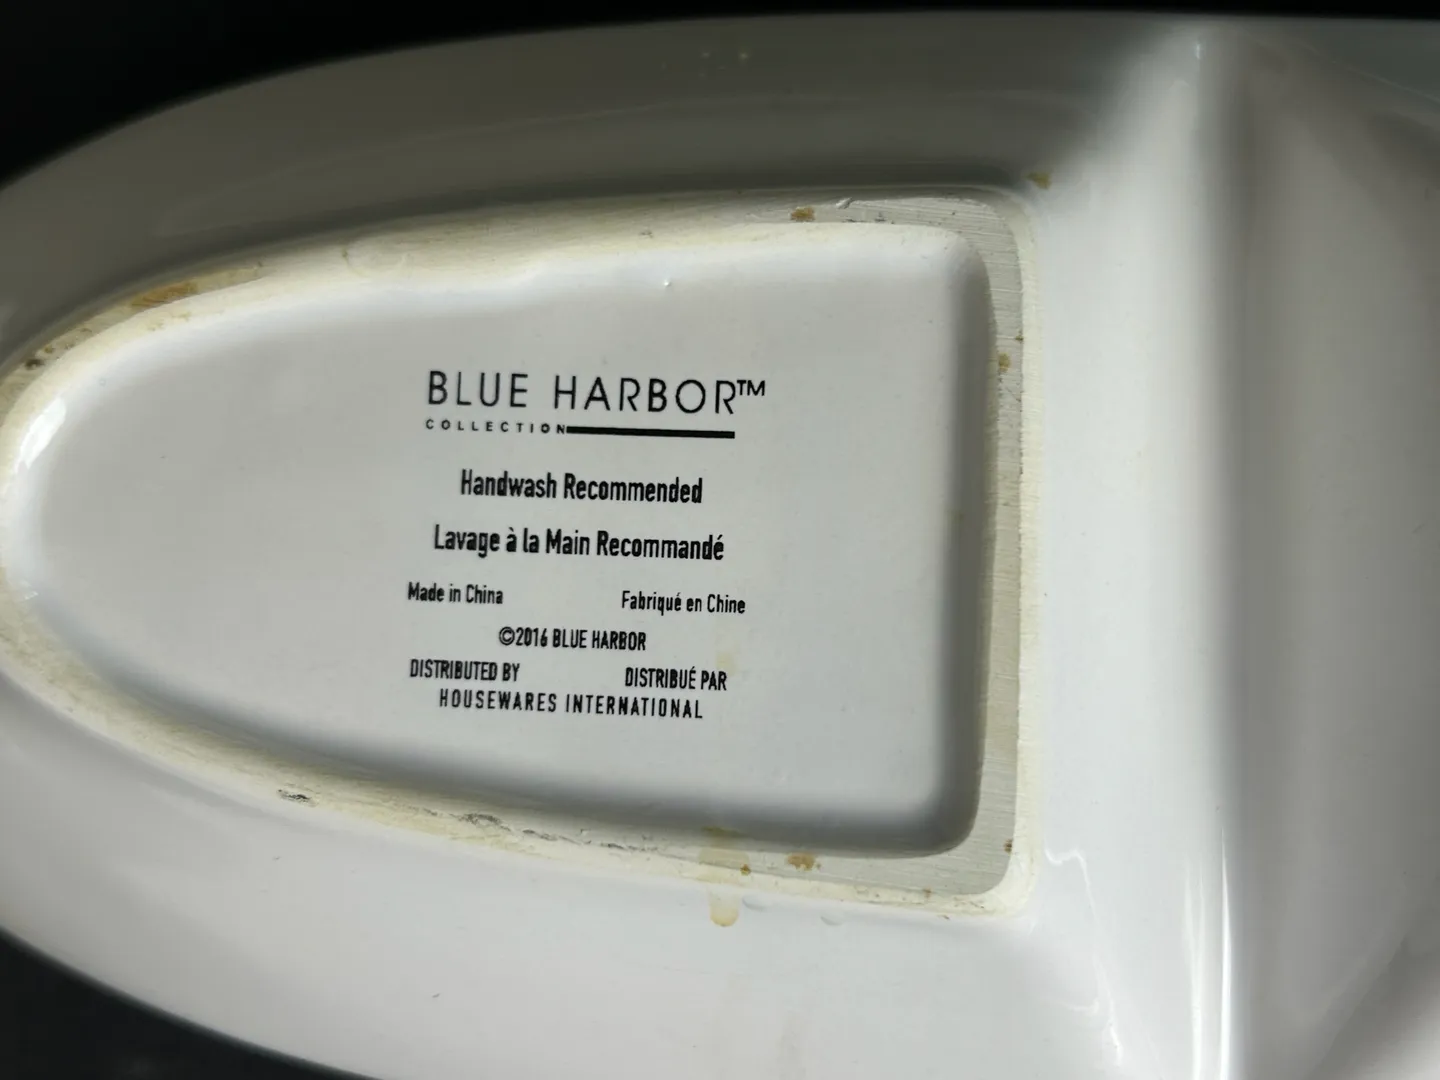 BLUE HARBOR™
COLLECTION
Handwash Recommended
Lavage à la Main Recommandé
Made in China Fabriqué en Chine
©2016 BLUE HARBOR
DISTRIBUTED BY DISTRIBUÉ PAR
HOUSEWARES INTERNATIONAL